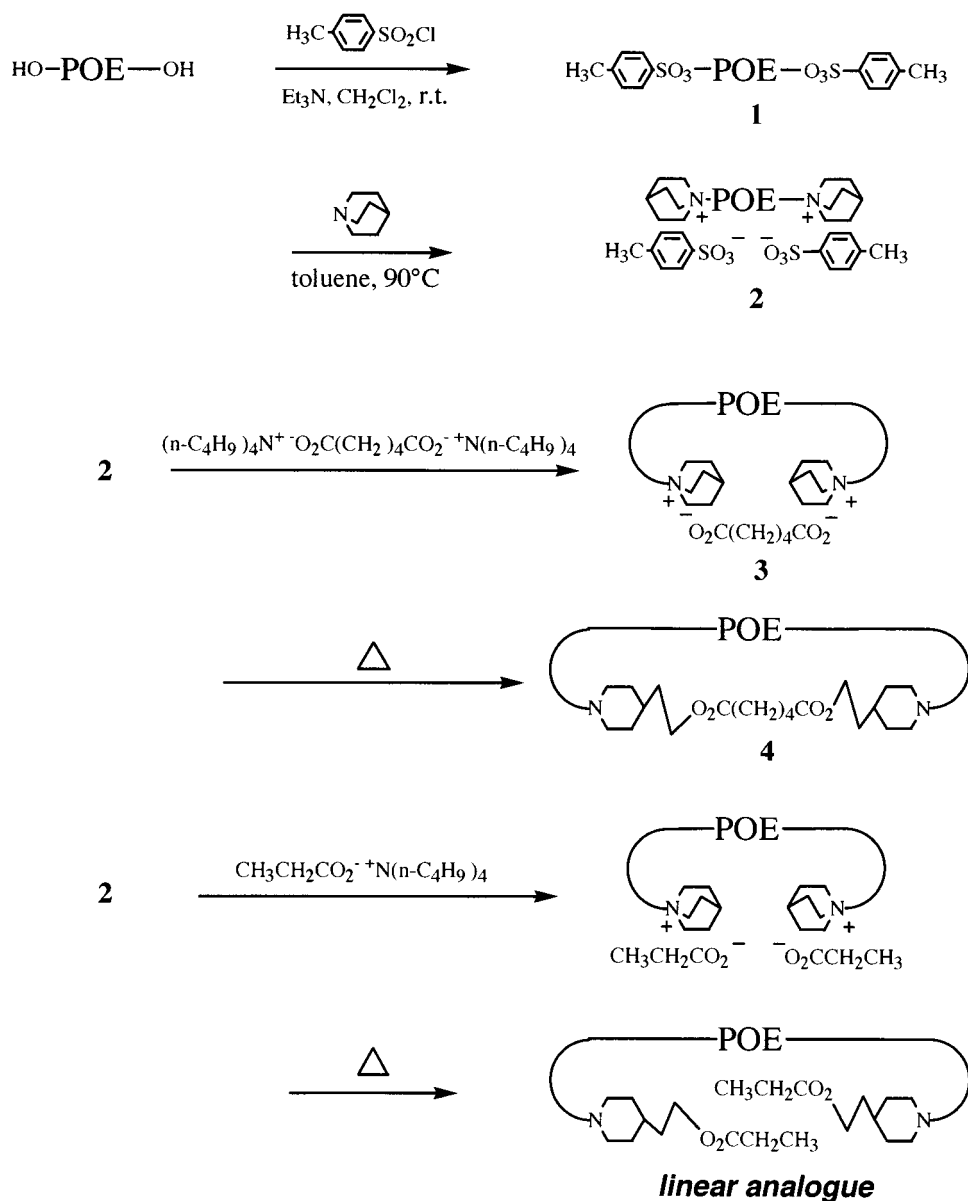 H₃C
SO₂Cl
HO-POE-OH
Et₃N, CH₂Cl₂, r.t.
H₃C SO₃-POE-O₃S CH₃
1
N
toluene, 90°C
N-POE-N
+ +
H₃C SO₃⁻ ⁻O₃S CH₃
2
POE
2
(n-C₄H₉)₄N⁺ ⁻O₂C(CH₂)₄CO₂⁻ ⁺N(n-C₄H₉)₄
N N
+ +
⁻O₂C(CH₂)₄CO₂⁻
3
POE
△
N O₂C(CH₂)₄CO₂ N
4
POE
2
CH₃CH₂CO₂⁻ ⁺N(n-C₄H₉)₄
N N
+ +
CH₃CH₂CO₂⁻ ⁻O₂CCH₂CH₃
POE
△
CH₃CH₂CO₂
N N
O₂CCH₂CH₃
linear analogue